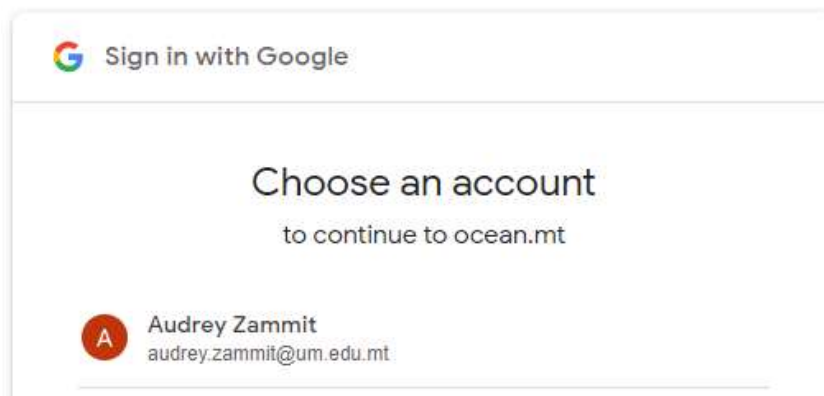 Sign in with Google
Choose an account
to continue to ocean.mt
A
Audrey Zammit
audrey.zammit@um.edu.mt